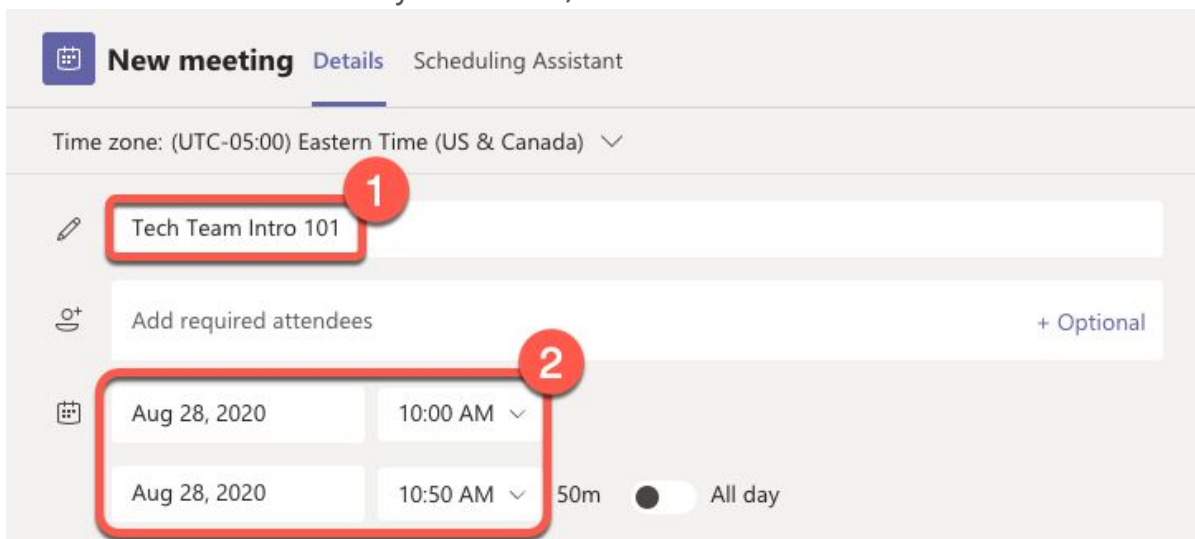 New meeting Details Scheduling Assistant
Time zone: (UTC-05:00) Eastern Time (US & Canada)
1
Tech Team Intro 101
Add required attendees + Optional
2
Aug 28, 2020 10:00 AM
Aug 28, 2020 10:50 AM 50m All day